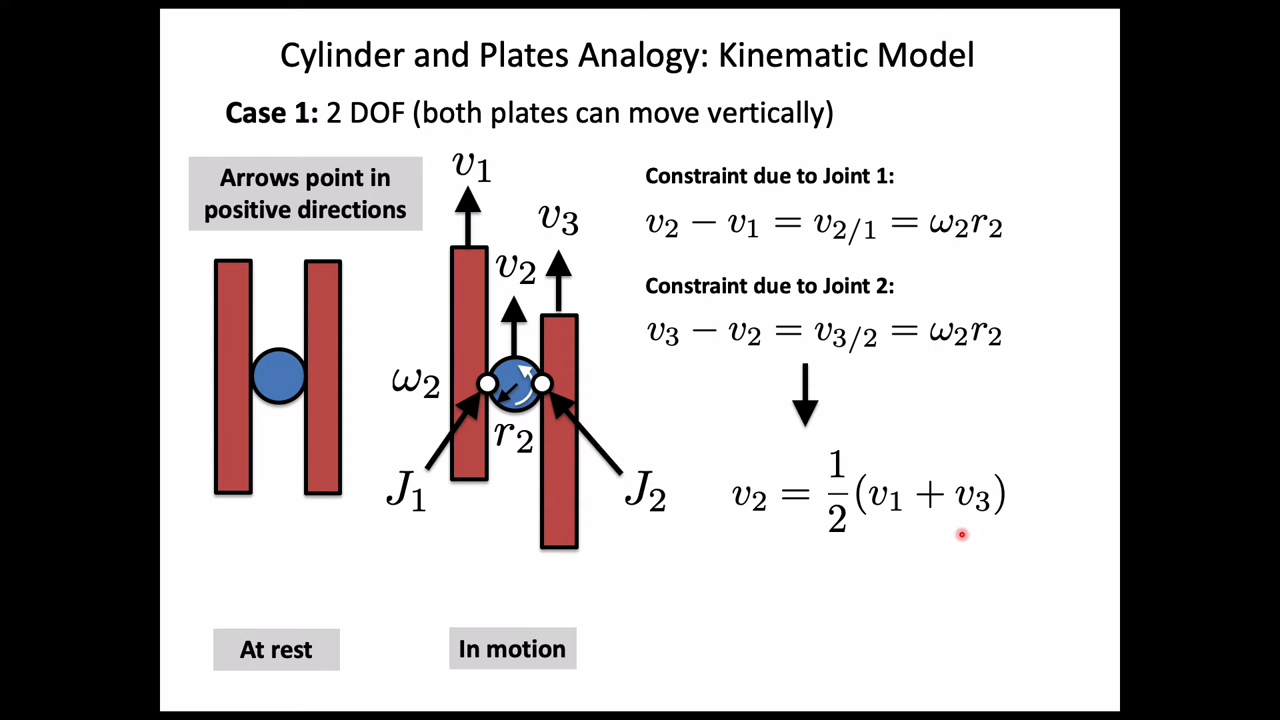 Cylinder and Plates Analogy: Kinematic Model
Case 1: 2 DOF (both plates can move vertically)
Arrows point in
positive directions
v₁
v₃
v₂
ω₂
r₂
J₁
J₂
Constraint due to Joint 1:
v₂ − v₁ = v₂/₁ = ω₂r₂
Constraint due to Joint 2:
v₃ − v₂ = v₃/₂ = ω₂r₂
v₂ = 1/2 (v₁ + v₃)
At rest
In motion